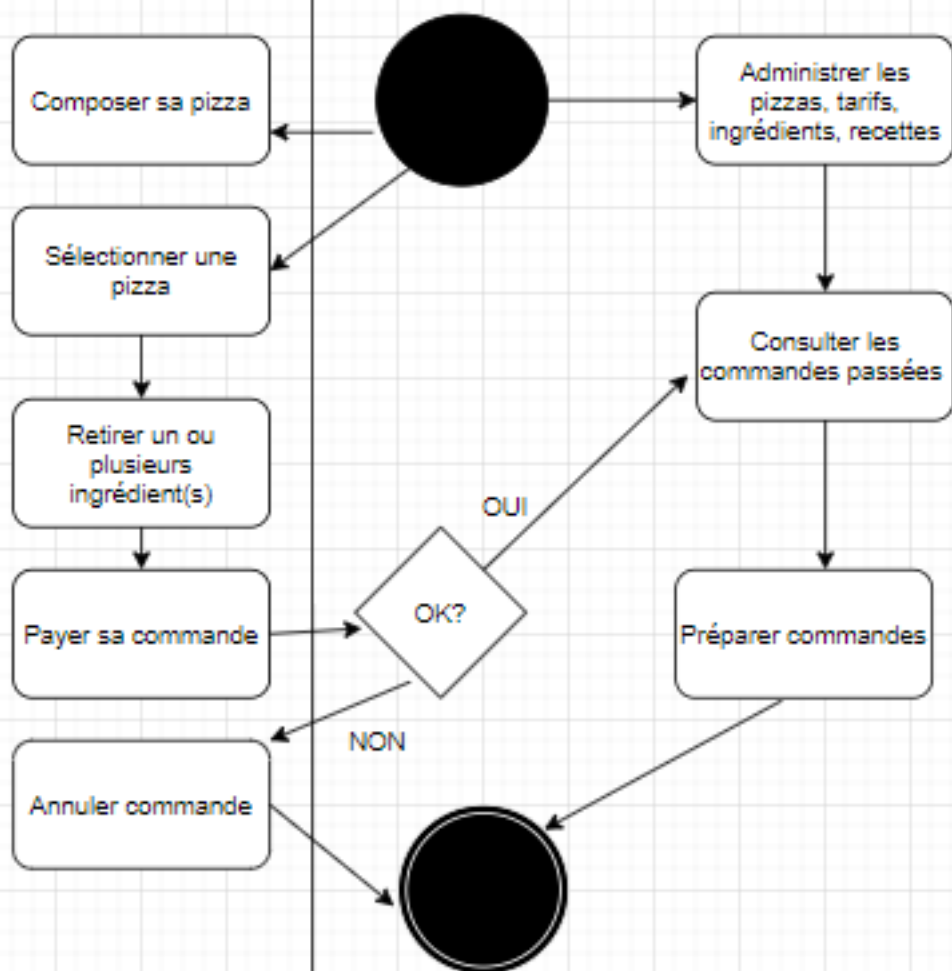 Composer sa pizza
Administrer les
pizzas, tarifs,
ingrédients, recettes
Sélectionner une
pizza
Consulter les
commandes passées
Retirer un ou
plusieurs
ingrédient(s)
OUI
OK?
Payer sa commande
Préparer commandes
NON
Annuler commande